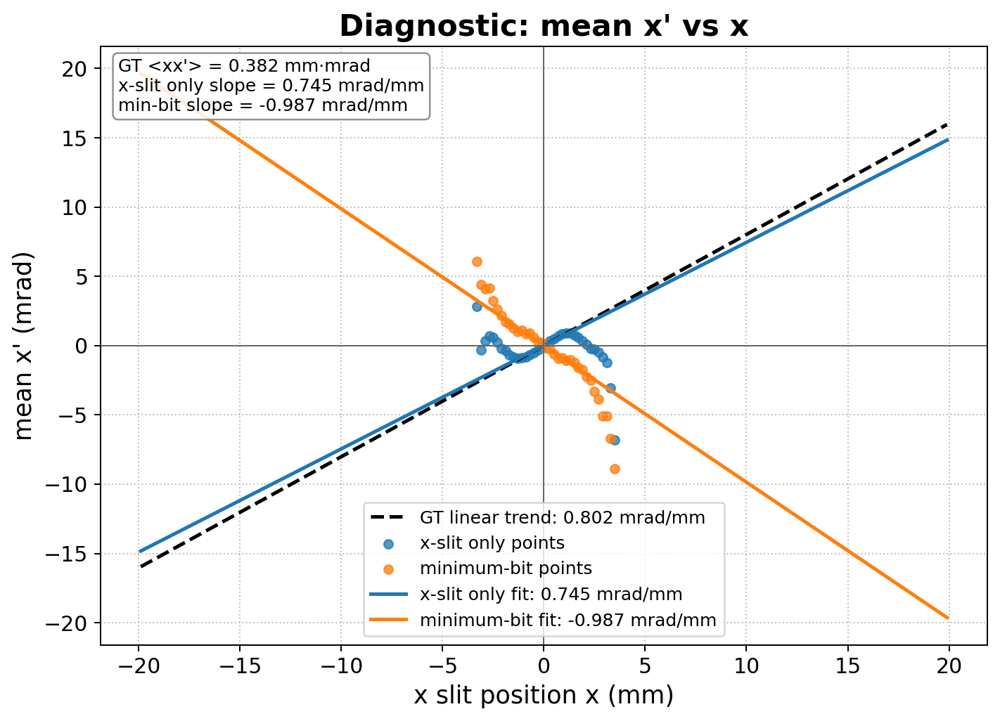 Diagnostic: mean x' vs x
GT <xx'> = 0.382 mm·mrad
x-slit only slope = 0.745 mrad/mm
min-bit slope = -0.987 mrad/mm
20
15
10
5
0
−5
−10
−15
−20
mean x' (mrad)
GT linear trend: 0.802 mrad/mm
x-slit only points
minimum-bit points
x-slit only fit: 0.745 mrad/mm
minimum-bit fit: -0.987 mrad/mm
−20 −15 −10 −5 0 5 10 15 20
x slit position x (mm)